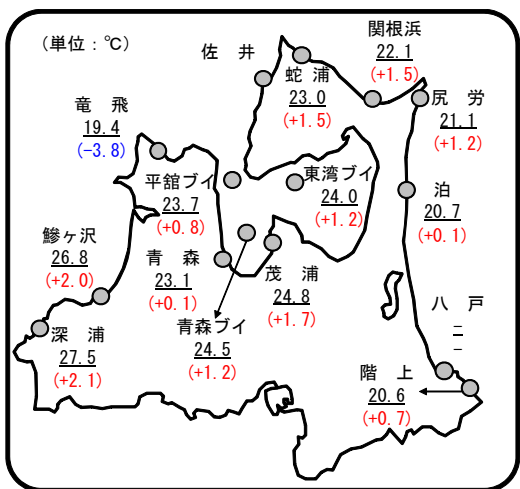 (単位:℃)
佐 井
関根浜
22.1
(+1.5)
蛇 浦
23.0
(+1.5)
尻 労
21.1
(+1.2)
竜 飛
19.4
(-3.8)
平舘ブイ
23.7
(+0.8)
東湾ブイ
24.0
(+1.2)
泊
20.7
(+0.1)
鰺ヶ沢
26.8
(+2.0)
青 森
23.1
(+0.1)
茂 浦
24.8
(+1.7)
青森ブイ
24.5
(+1.2)
八 戸
深 浦
27.5
(+2.1)
階 上
20.6
(+0.7)